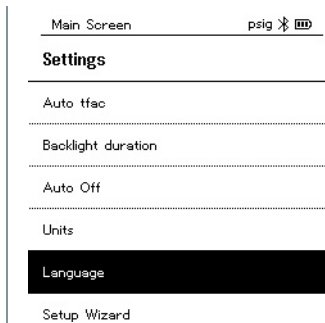 Main Screen psig
Settings
Auto tfac
Backlight duration
Auto Off
Units
Language
Setup Wizard